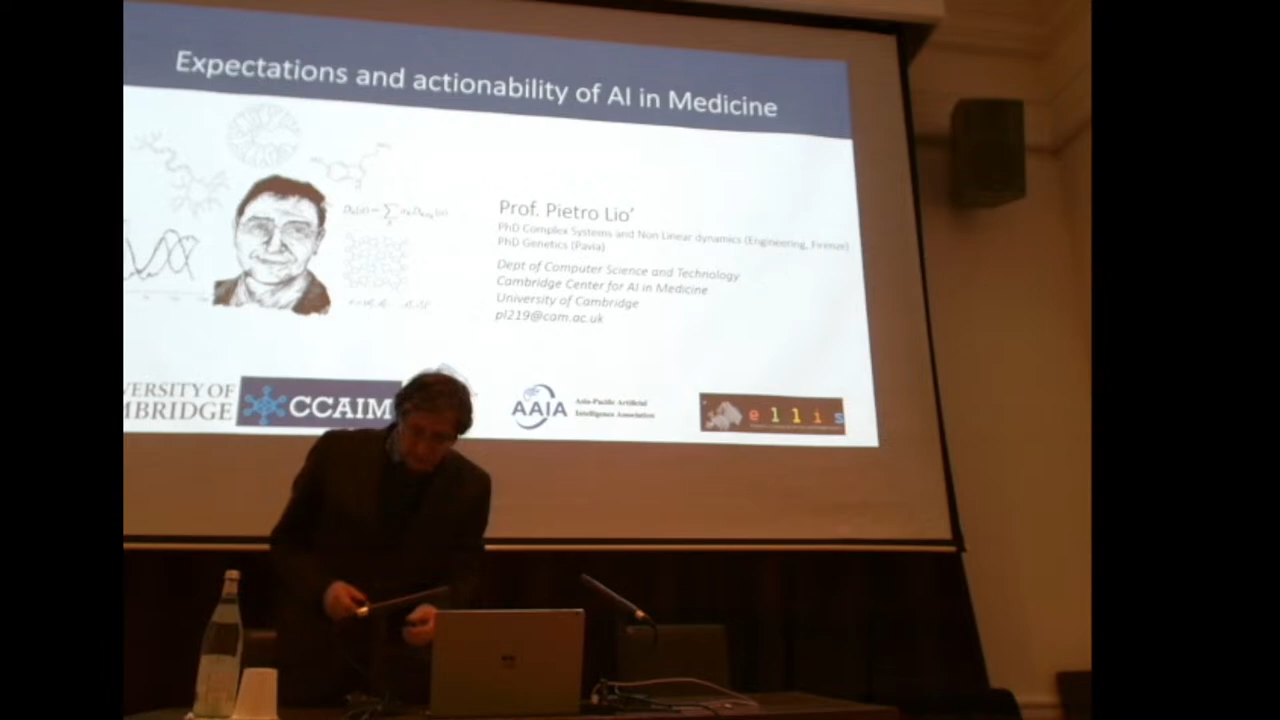 Expectations and actionability of AI in Medicine
Prof. Pietro Lio'
PhD Complex Systems and Non Linear dynamics (Engineering, Firenze)
PhD Genetics (Pavia)
Dept of Computer Science and Technology
Cambridge Center for AI in Medicine
University of Cambridge
pl219@cam.ac.uk
VERSITY OF
MBRIDGE
CCAIM
AAIA
Asia-Pacific Artificial
Intelligence Association
ellis